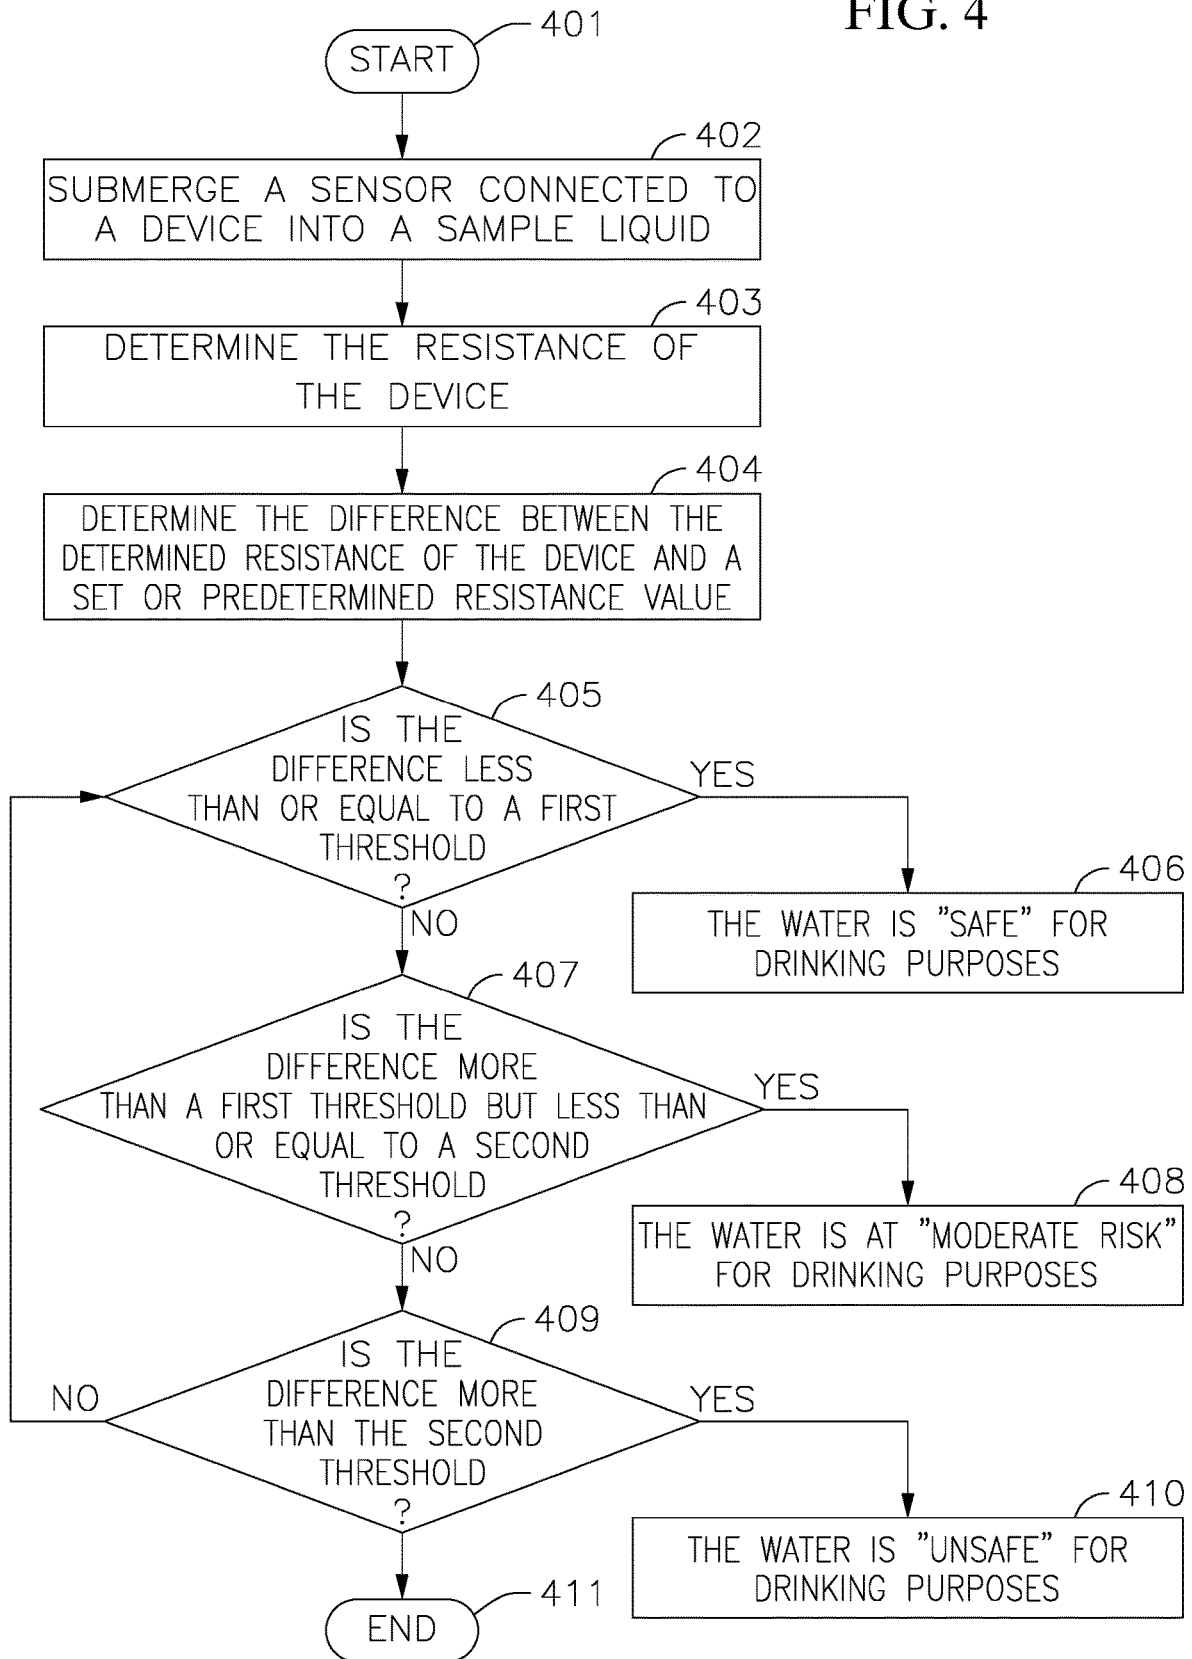 FIG. 4
401
START
402
SUBMERGE A SENSOR CONNECTED TO
A DEVICE INTO A SAMPLE LIQUID
403
DETERMINE THE RESISTANCE OF
THE DEVICE
404
DETERMINE THE DIFFERENCE BETWEEN THE
DETERMINED RESISTANCE OF THE DEVICE AND A
SET OR PREDETERMINED RESISTANCE VALUE
405
IS THE
DIFFERENCE LESS
THAN OR EQUAL TO A FIRST
THRESHOLD
?
YES
NO
406
THE WATER IS "SAFE" FOR
DRINKING PURPOSES
407
IS THE
DIFFERENCE MORE
THAN A FIRST THRESHOLD BUT LESS THAN
OR EQUAL TO A SECOND
THRESHOLD
?
YES
NO
408
THE WATER IS AT "MODERATE RISK"
FOR DRINKING PURPOSES
409
IS THE
DIFFERENCE MORE
THAN THE SECOND
THRESHOLD
?
NO
YES
410
THE WATER IS "UNSAFE" FOR
DRINKING PURPOSES
411
END